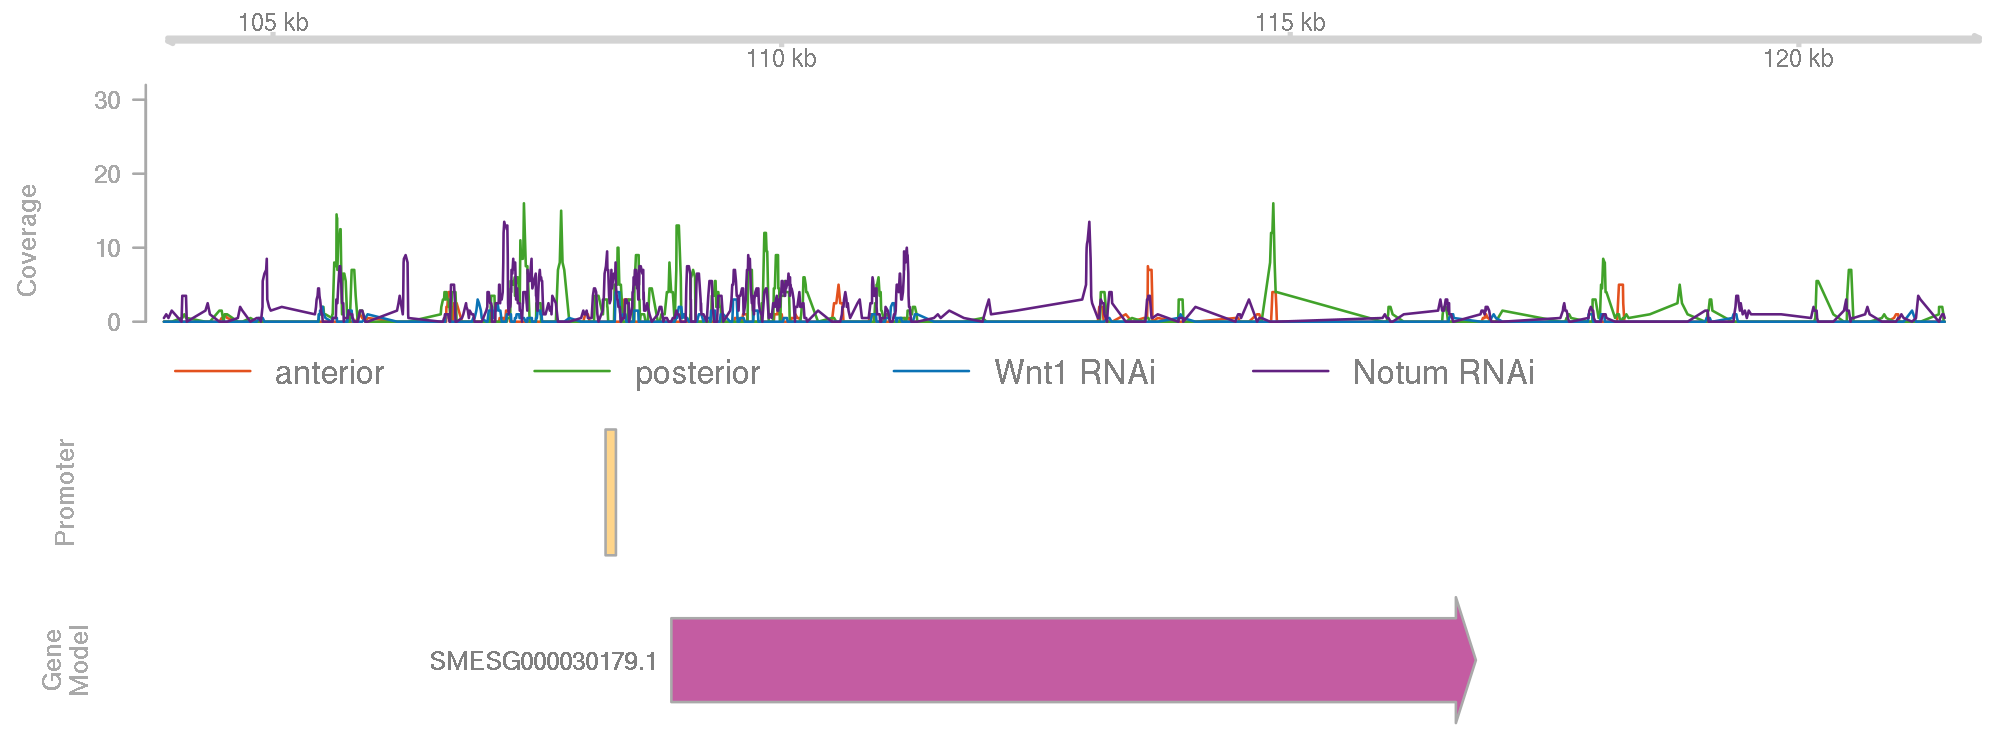 105 kb
115 kb
110 kb
120 kb
Coverage
30
20
10
0
anterior
posterior
Wnt1 RNAi
Notum RNAi
Promoter
0
Gene
Model
SMESG000030179.1